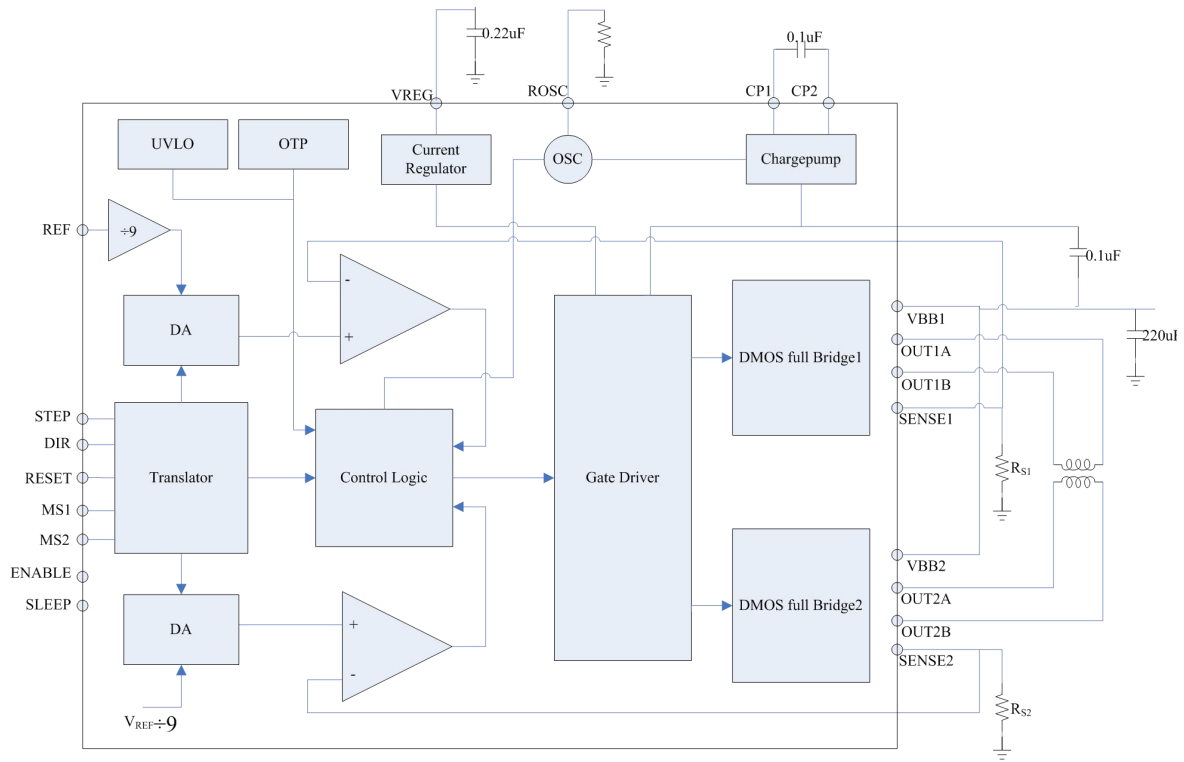 0.22uF
0.1uF
VREG
ROSC
CP1
CP2
UVLO
OTP
Current
Regulator
OSC
Chargepump
REF
÷9
-
+
0.1uF
DA
VBB1
220uF
OUT1A
DMOS full Bridge1
OUT1B
SENSE1
STEP
DIR
RESET
MS1
MS2
Translator
Control Logic
Gate Driver
RS1
ENABLE
SLEEP
VBB2
OUT2A
DMOS full Bridge2
OUT2B
DA
+
-
SENSE2
RS2
VREF÷9